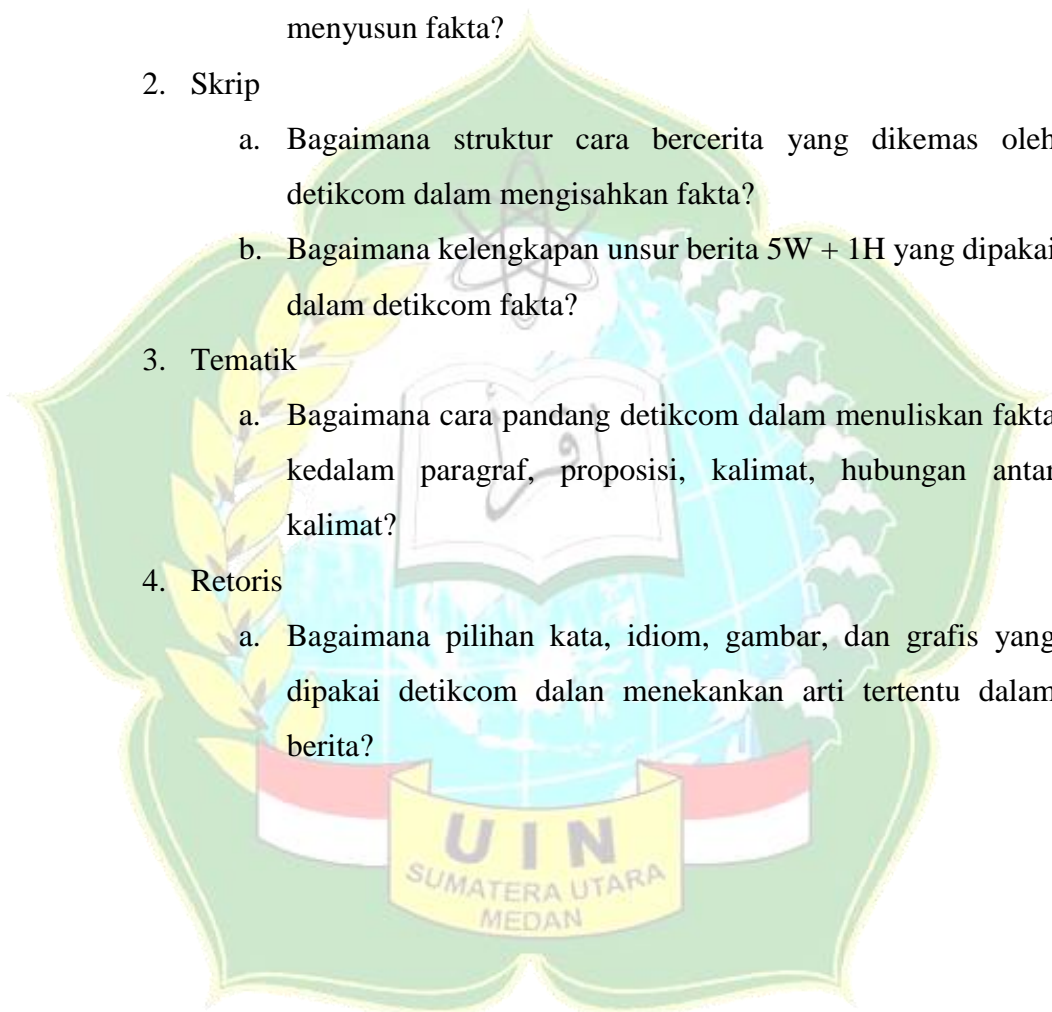 menyusun fakta?
2. Skrip
a. Bagaimana struktur cara bercerita yang dikemas oleh
detikcom dalam mengisahkan fakta?
b. Bagaimana kelengkapan unsur berita 5W + 1H yang dipakai
dalam detikcom fakta?
3. Tematik
a. Bagaimana cara pandang detikcom dalam menuliskan fakta
kedalam paragraf, proposisi, kalimat, hubungan antar
kalimat?
4. Retoris
a. Bagaimana pilihan kata, idiom, gambar, dan grafis yang
dipakai detikcom dalan menekankan arti tertentu dalam
berita?
UIN
SUMATERA UTARA
MEDAN